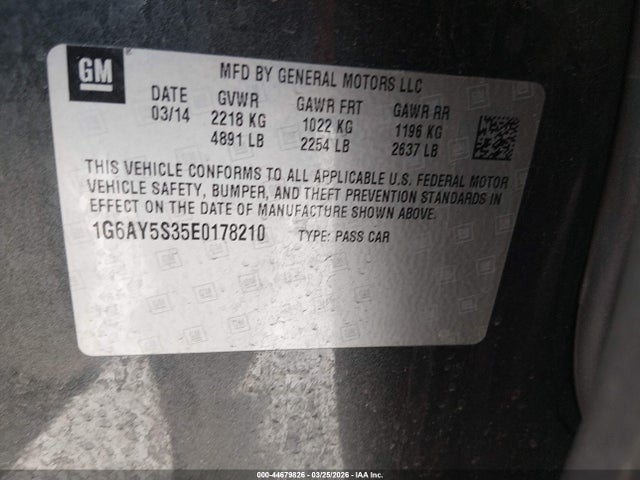 GM
MFD BY GENERAL MOTORS LLC
DATE GVWR GAWR FRT GAWR RR
03/14 2218 KG 1022 KG 1196 KG
4891 LB 2254 LB 2637 LB
THIS VEHICLE CONFORMS TO ALL APPLICABLE U.S. FEDERAL MOTOR
VEHICLE SAFETY, BUMPER, AND THEFT PREVENTION STANDARDS IN
EFFECT ON THE DATE OF MANUFACTURE SHOWN ABOVE.
1G6AY5S35E0178210 TYPE: PASS CAR
000-44679826 - 03/25/2026 - IAA Inc.